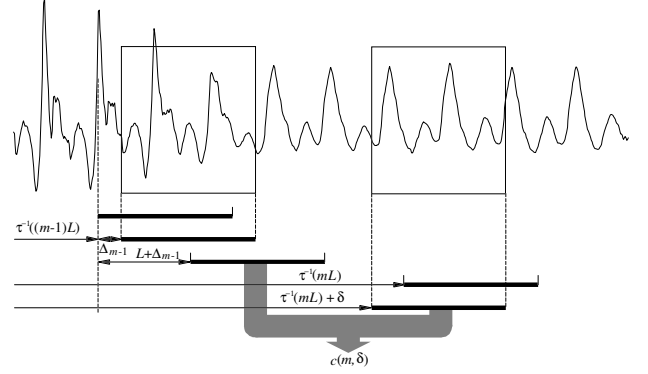 τ⁻¹((m-1)L)
Δₘ₋₁
L+Δₘ₋₁
τ⁻¹(mL)
τ⁻¹(mL) + δ
c(m, δ)